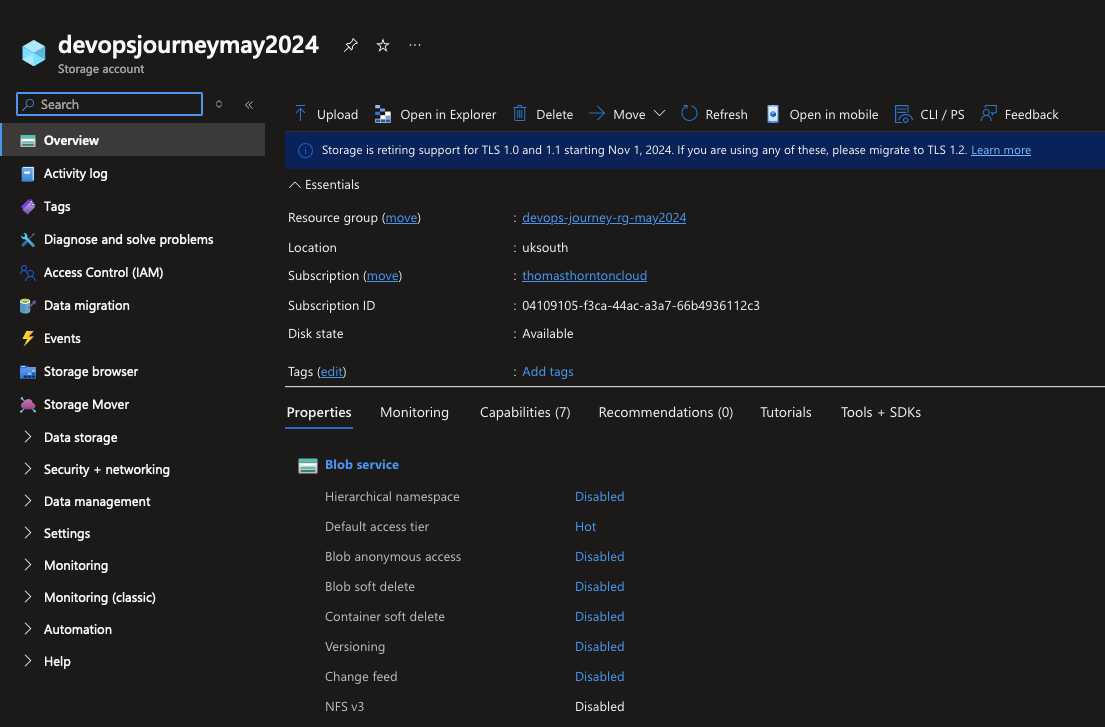 devopsjourneymay2024 ...
Storage account
Search
Overview
Activity log
Tags
Diagnose and solve problems
Access Control (IAM)
Data migration
Events
Storage browser
Storage Mover
Data storage
Security + networking
Data management
Settings
Monitoring
Monitoring (classic)
Automation
Help
Upload Open in Explorer Delete Move Refresh Open in mobile CLI / PS Feedback
Storage is retiring support for TLS 1.0 and 1.1 starting Nov 1, 2024. If you are using any of these, please migrate to TLS 1.2. Learn more
Essentials
Resource group (move) : devops-journey-rg-may2024
Location : uksouth
Subscription (move) : thomasthorntoncloud
Subscription ID : 04109105-f3ca-44ac-a3a7-66b4936112c3
Disk state : Available
Tags (edit) : Add tags
Properties Monitoring Capabilities (7) Recommendations (0) Tutorials Tools + SDKs
Blob service
Hierarchical namespace Disabled
Default access tier Hot
Blob anonymous access Disabled
Blob soft delete Disabled
Container soft delete Disabled
Versioning Disabled
Change feed Disabled
NFS v3 Disabled